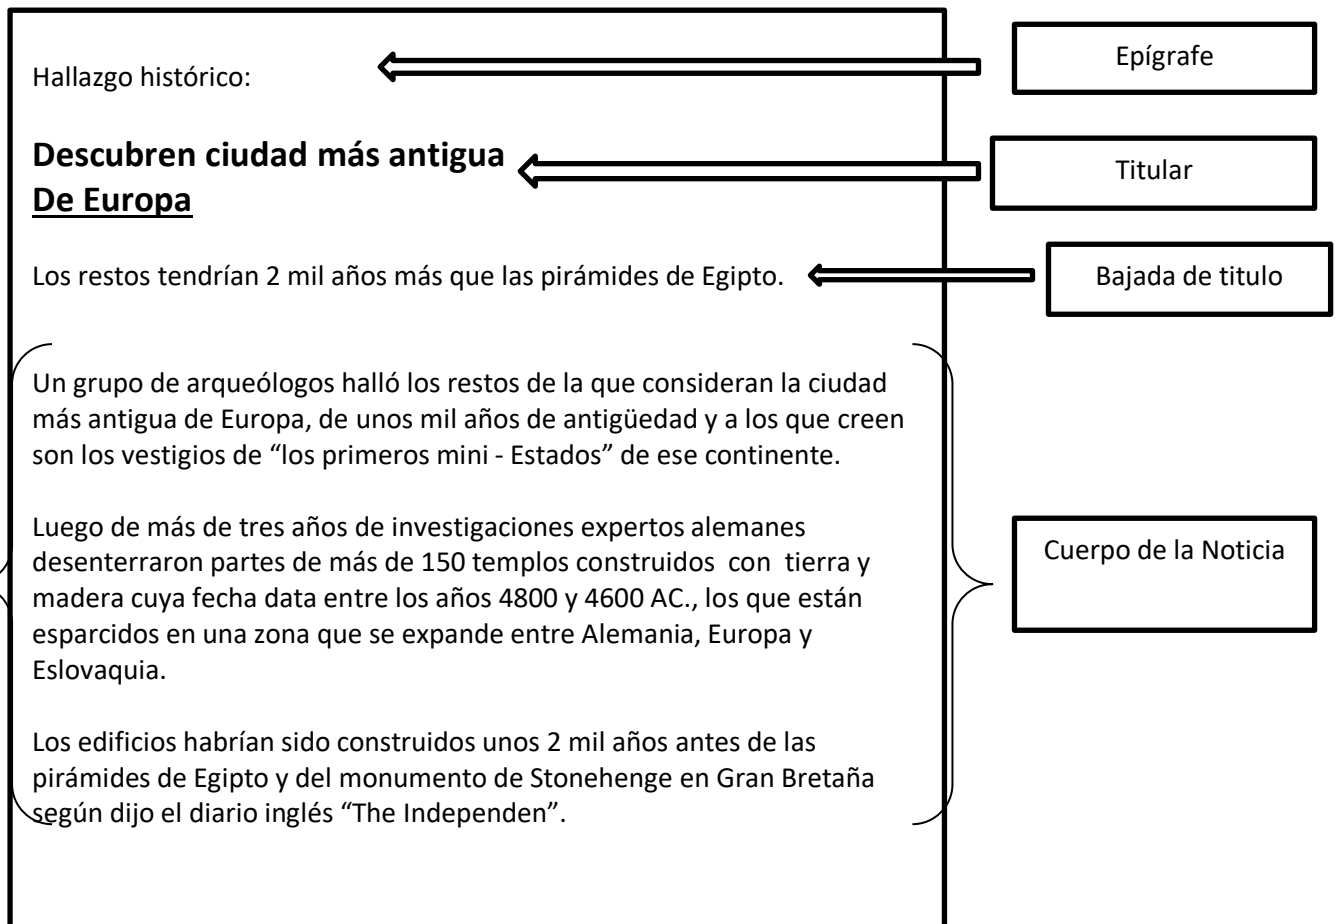 Hallazgo histórico:
Epígrafe
Descubren ciudad más antigua
De Europa
Titular
Los restos tendrían 2 mil años más que las pirámides de Egipto.
Bajada de titulo
Un grupo de arqueólogos halló los restos de la que consideran la ciudad
más antigua de Europa, de unos mil años de antigüedad y a los que creen
son los vestigios de “los primeros mini - Estados” de ese continente.
Luego de más de tres años de investigaciones expertos alemanes
desenterraron partes de más de 150 templos construidos  con  tierra y
madera cuya fecha data entre los años 4800 y 4600 AC., los que están
esparcidos en una zona que se expande entre Alemania, Europa y
Eslovaquia.
Los edificios habrían sido construidos unos 2 mil años antes de las
pirámides de Egipto y del monumento de Stonehenge en Gran Bretaña
según dijo el diario inglés “The Independen”.
Cuerpo de la Noticia